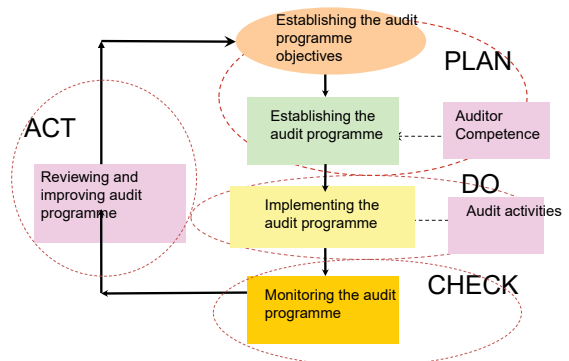 Establishing the audit
programme
objectives
PLAN
Establishing the
audit programme
Auditor
Competence
ACT
Reviewing and
improving audit
programme
DO
Implementing the
audit programme
Audit activities
CHECK
Monitoring the audit
programme